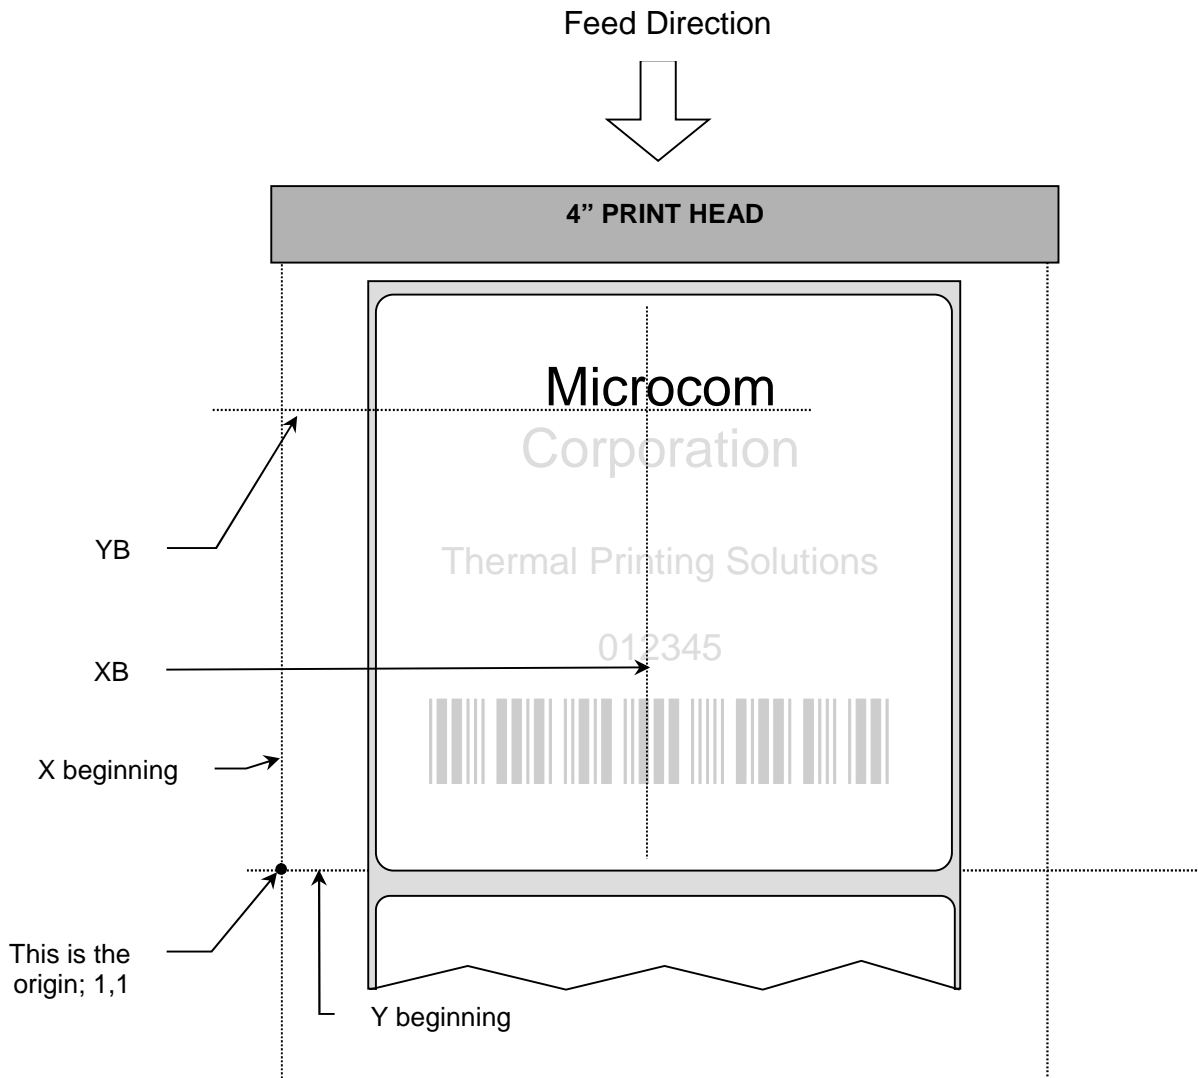 Feed Direction
4” PRINT HEAD
Microcom
Corporation
YB
Thermal Printing Solutions
012345
XB
X beginning
This is the
origin; 1,1
Y beginning